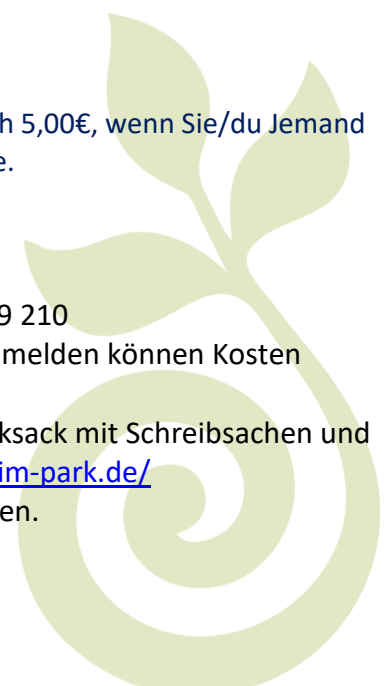 h 5,00€, wenn Sie/du Jemand
e.
9 210
melden können Kosten
ksack mit Schreibsachen und
im-park.de/
en.